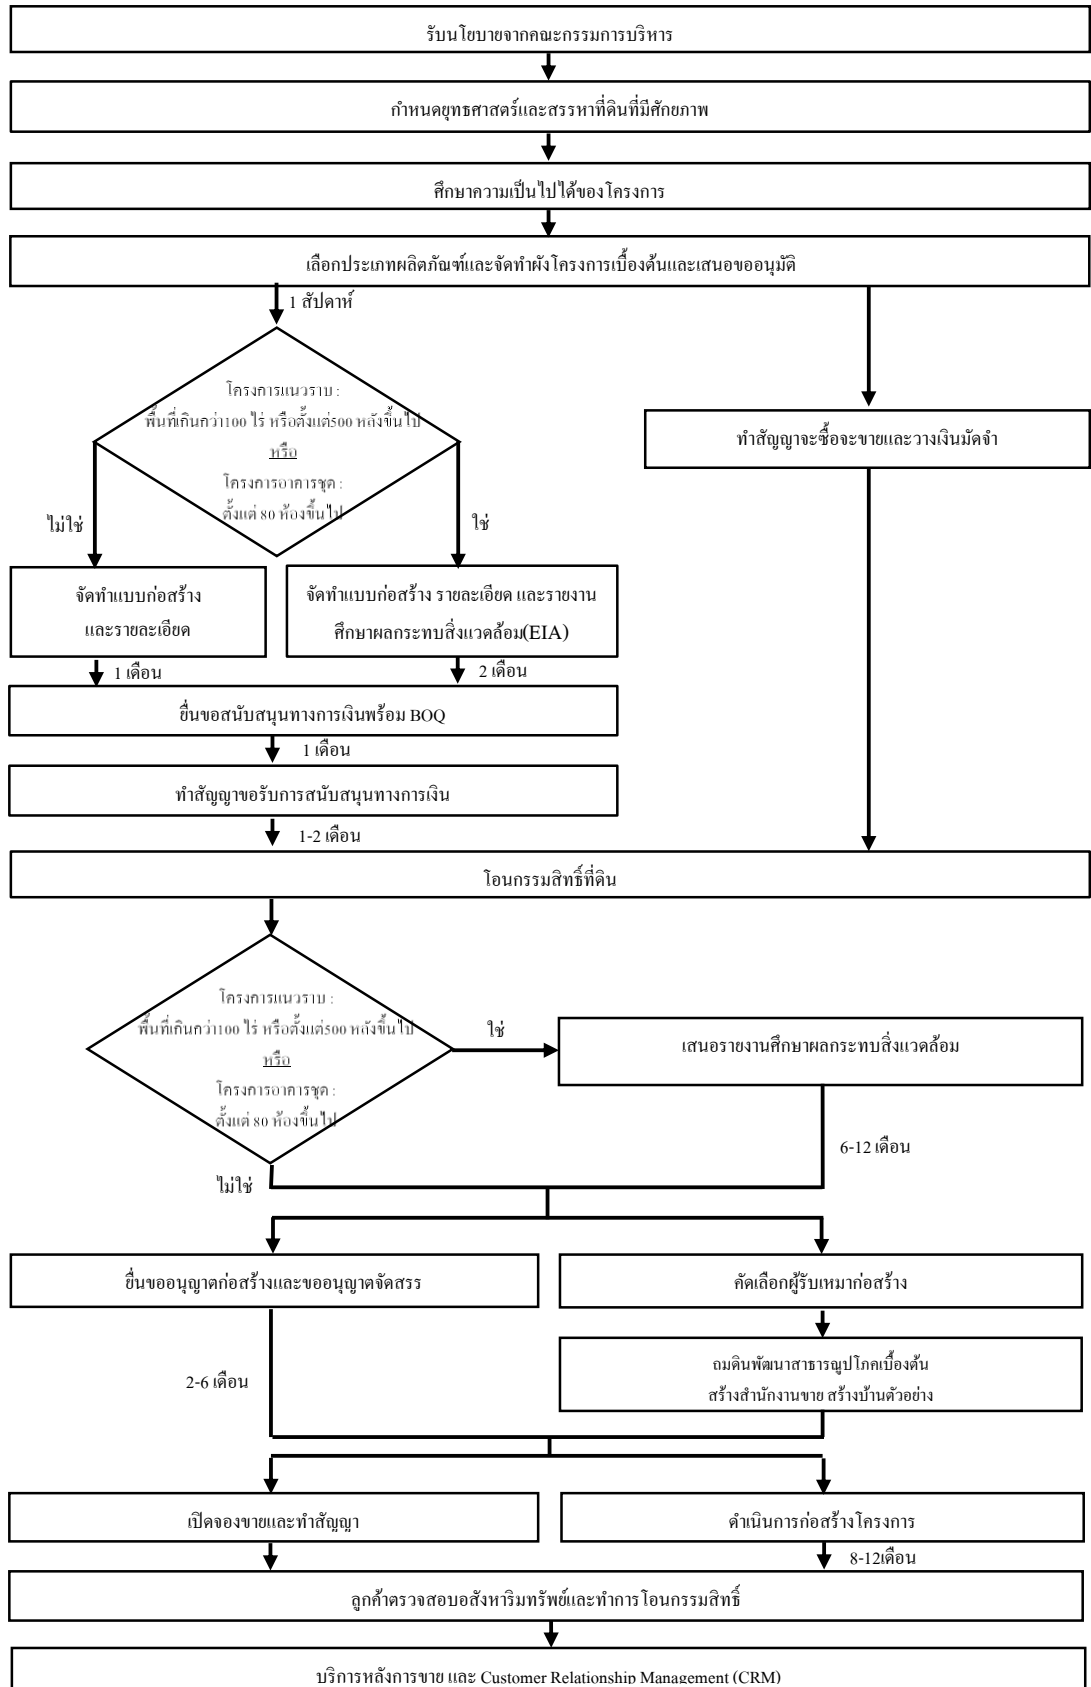 รับนโยบายจากคณะกรรมการบริหาร
กำหนดยุทธศาสตร์และสรรหาที่ดินที่มีศักยภาพ
ศึกษาความเป็นไปได้ของโครงการ
เลือกประเภทผลิตภัณฑ์และจัดทำผังโครงการเบื้องต้นและเสนอขออนุมัติ
1 สัปดาห์
โครงการแนวราบ :
พื้นที่เกินกว่า100 ไร่ หรือตั้งแต่500 หลังขึ้นไป
หรือ
โครงการอาคารชุด :
ตั้งแต่ 80 ห้องขึ้นไป
ทำสัญญาจะซื้อจะขายและวางเงินมัดจำ
ไม่ใช่
ใช่
จัดทำแบบก่อสร้าง
และรายละเอียด
จัดทำแบบก่อสร้าง รายละเอียด และรายงาน
ศึกษาผลกระทบสิ่งแวดล้อม(EIA)
1 เดือน
2 เดือน
ยื่นขอสนับสนุนทางการเงินพร้อม BOQ
1 เดือน
ทำสัญญาขอรับการสนับสนุนทางการเงิน
1-2 เดือน
โอนกรรมสิทธิ์ที่ดิน
โครงการแนวราบ :
พื้นที่เกินกว่า100 ไร่ หรือตั้งแต่500 หลังขึ้นไป
หรือ
โครงการอาคารชุด :
ตั้งแต่ 80 ห้องขึ้นไป
ใช่
เสนอรายงานศึกษาผลกระทบสิ่งแวดล้อม
6-12 เดือน
ไม่ใช่
ยื่นขออนุญาตก่อสร้างและขออนุญาตจัดสรร
คัดเลือกผู้รับเหมาก่อสร้าง
2-6 เดือน
ถมดินพัฒนาสาธารณูปโภคเบื้องต้น
สร้างสำนักงานขาย สร้างบ้านตัวอย่าง
เปิดจองขายและทำสัญญา
ดำเนินการก่อสร้างโครงการ
8-12เดือน
ลูกค้าตรวจสอบอสังหาริมทรัพย์และทำการโอนกรรมสิทธิ์
บริการหลังการขาย และ Customer Relationship Management (CRM)